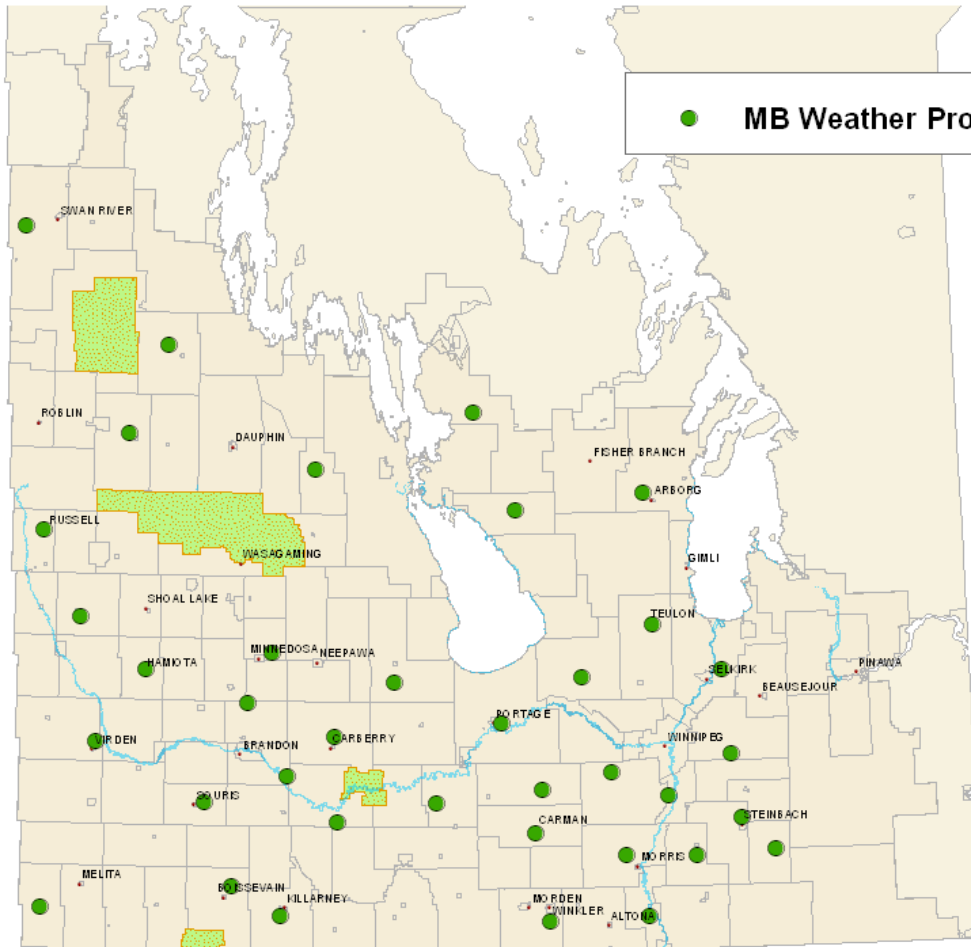 MB Weather Pro
SWAN RIVER
ROBLIN
DAUPHIN
FISHER BRANCH
ARBORG
RUSSELL
WASAGAMING
GIMLI
SHOAL LAKE
TEULON
MINNEDOSA
NEEPAWA
HAMIOTA
SELKIRK
PINAWA
BEAUSEJOUR
PORTAGE
VIRDEN
BRANDON
CARBERRY
WINNIPEG
SOURIS
CARMAN
STEINBACH
MORRIS
MELITA
BOISSEVAIN
KILLARNEY
MORDEN
WINKLER
ALTONA